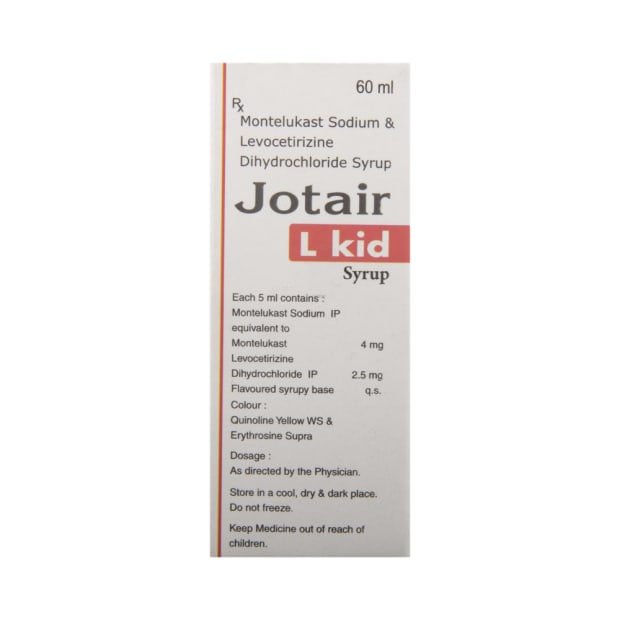 60 ml
Rx
Montelukast Sodium &
Levocetirizine
Dihydrochloride Syrup
Jotair
L kid
Syrup
Each 5 ml contains :
Montelukast Sodium IP
equivalent to
Montelukast 4 mg
Levocetirizine
Dihydrochloride IP 2.5 mg
Flavoured syrupy base q.s.
Colour :
Quinoline Yellow WS &
Erythrosine Supra
Dosage :
As directed by the Physician.
Store in a cool, dry & dark place.
Do not freeze.
Keep Medicine out of reach of
children.